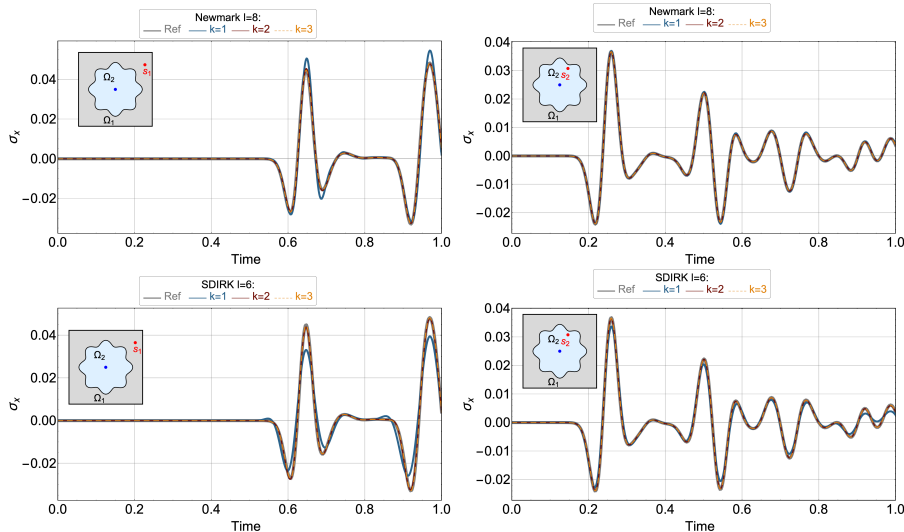 Newmark l=8:
Ref k=1 k=2 k=3
0.04
0.02
0.00
−0.02
σx
Ω2
s1
Ω1
0.0 0.2 0.4 0.6 0.8 1.0
Time
Newmark l=8:
Ref k=1 k=2 k=3
0.04
0.03
0.02
0.01
0.00
−0.01
−0.02
σx
Ω2 s2
Ω1
0.0 0.2 0.4 0.6 0.8 1.0
Time
SDIRK l=6:
Ref k=1 k=2 k=3
0.04
0.02
0.00
−0.02
σx
Ω2
s1
Ω1
0.0 0.2 0.4 0.6 0.8 1.0
Time
SDIRK l=6:
Ref k=1 k=2 k=3
0.03
0.02
0.01
0.00
−0.01
−0.02
σx
Ω2 s2
Ω1
0.0 0.2 0.4 0.6 0.8 1.0
Time